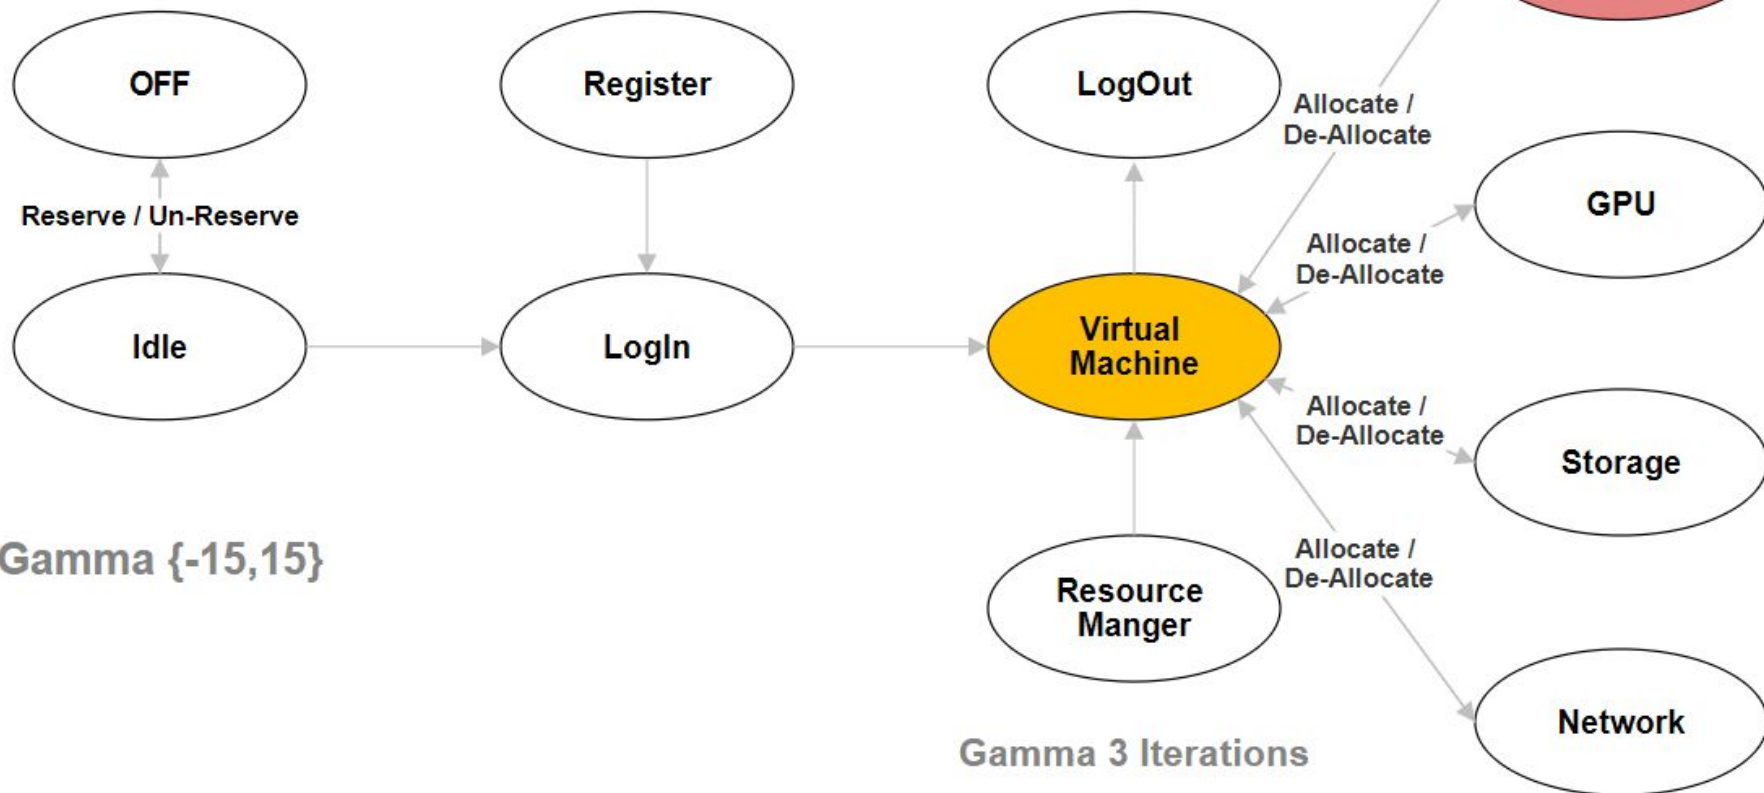 OFF
Register
LogOut
Allocate /
De-Allocate
GPU
Reserve / Un-Reserve
Allocate /
De-Allocate
Idle
LogIn
Virtual
Machine
Allocate /
De-Allocate
Storage
Gamma {-15,15}
Allocate /
De-Allocate
Resource
Manger
Network
Gamma 3 Iterations